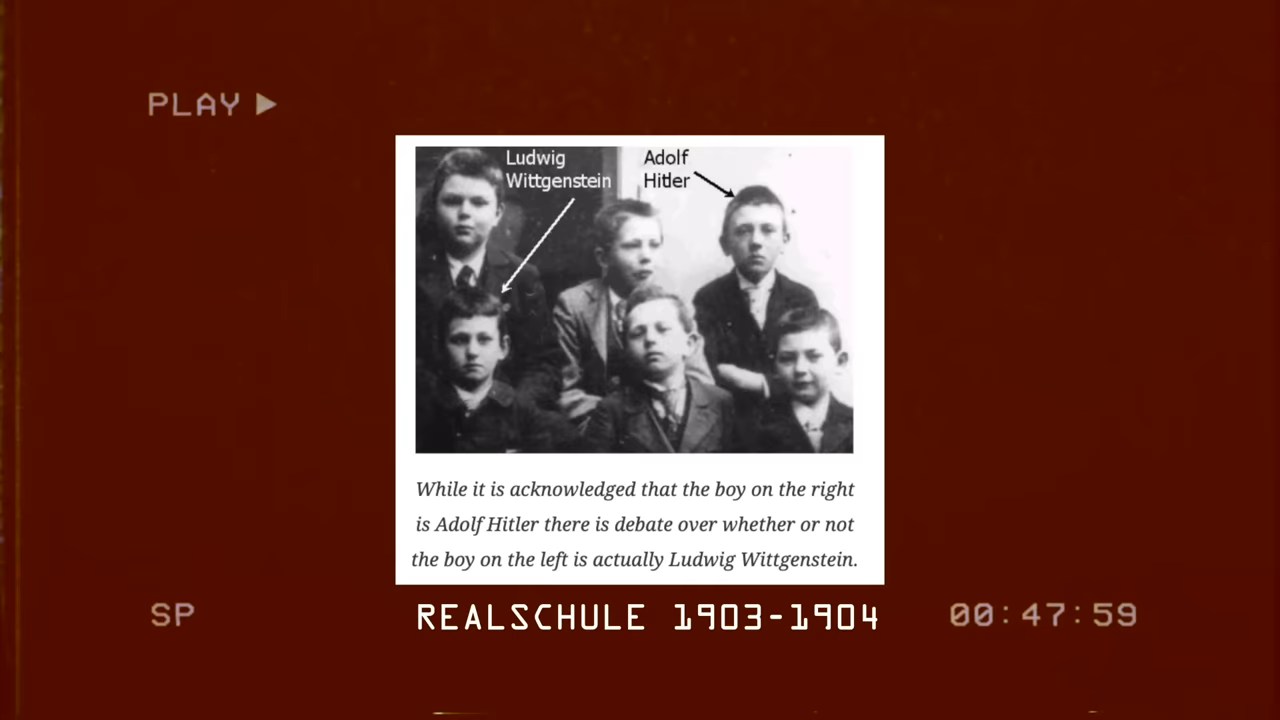 PLAY ▶
Ludwig
Wittgenstein
Adolf
Hitler
While it is acknowledged that the boy on the right
is Adolf Hitler there is debate over whether or not
the boy on the left is actually Ludwig Wittgenstein.
SP
REALSCHULE 1903-1904
00:47:59